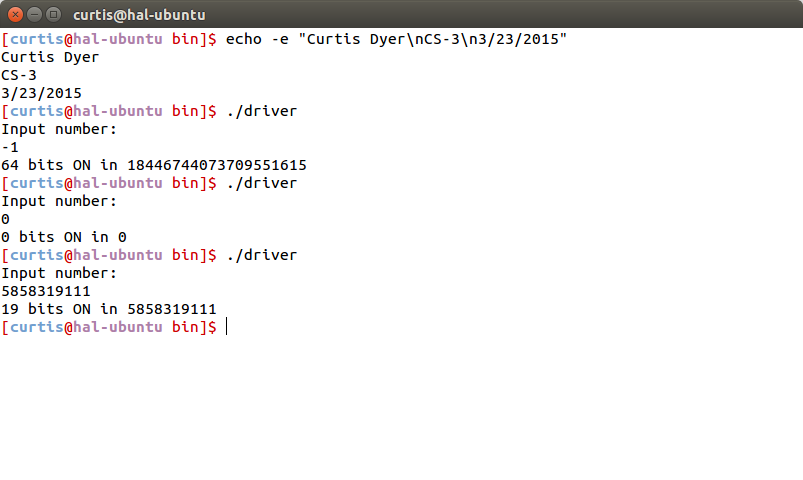 curtis@hal-ubuntu
[curtis@hal-ubuntu bin]$ echo -e "Curtis Dyer\nCS-3\n3/23/2015"
Curtis Dyer
CS-3
3/23/2015
[curtis@hal-ubuntu bin]$ ./driver
Input number:
-1
64 bits ON in 18446744073709551615
[curtis@hal-ubuntu bin]$ ./driver
Input number:
0
0 bits ON in 0
[curtis@hal-ubuntu bin]$ ./driver
Input number:
5858319111
19 bits ON in 5858319111
[curtis@hal-ubuntu bin]$